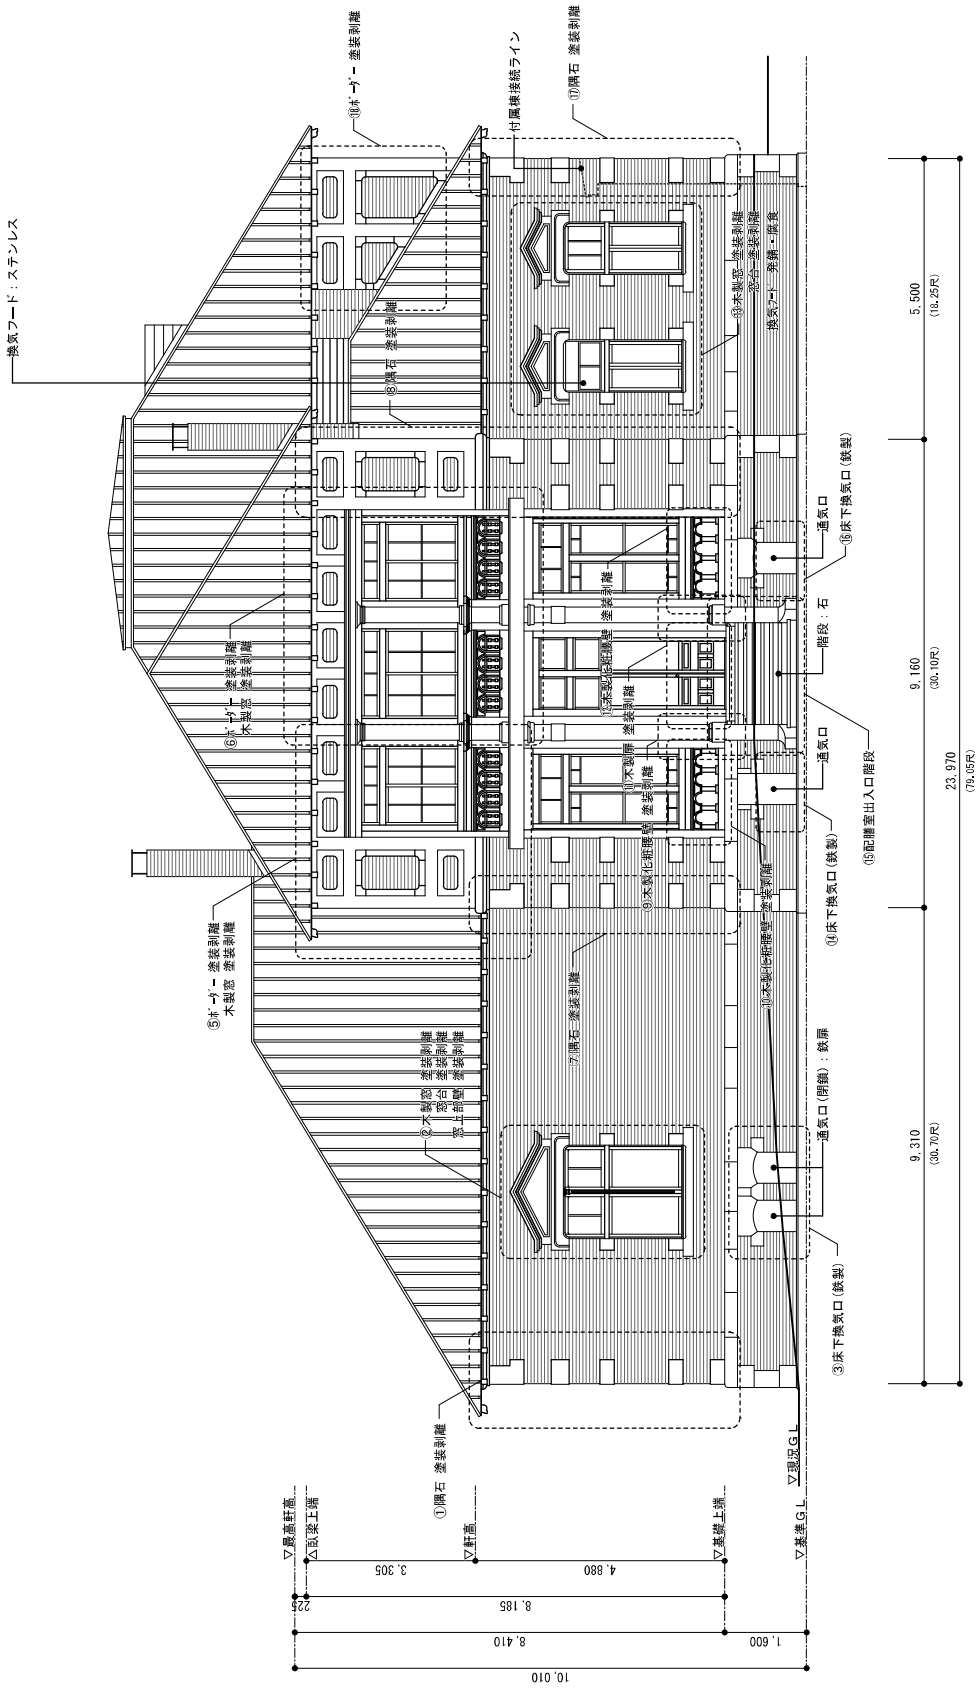 換気フード：ステンレス
⑱ﾎﾞｰﾀﾞｰ 塗装剥離
付属棟接続ライン
⑰隅石 塗装剥離
⑧隅石 塗装剥離
⑬木製窓 塗装剥離
窓台 塗装剥離
換気ﾌｰﾄﾞ 発錆・腐食
⑥ﾎﾞｰﾀﾞｰ 塗装剥離
木製窓 塗装剥離
⑫木製化粧腰壁 塗装剥離
⑪木製扉 塗装剥離
⑨木製化粧腰壁 塗装剥離
⑩木製化粧腰壁 塗装剥離
通気口
⑯床下換気口(鉄製)
階段：石
通気口
⑮配膳室出入口階段
⑭床下換気口(鉄製)
⑤ﾎﾞｰﾀﾞｰ 塗装剥離
木製窓 塗装剥離
⑦隅石 塗装剥離
②木製窓 塗装剥離
窓台 塗装剥離
窓上部壁 塗装剥離
通気口(閉鎖)：鉄扉
③床下換気口(鉄製)
①隅石 塗装剥離
▽最高軒高
△臥梁上端
▽軒高
▽基礎上端
▽現況ＧＬ
▽基準ＧＬ
225
3,305
4,880
8,185
8,410
1,600
10,010
9,310
(30.70尺)
9,160
(30.10尺)
5,500
(18.25尺)
23,970
(79.05尺)